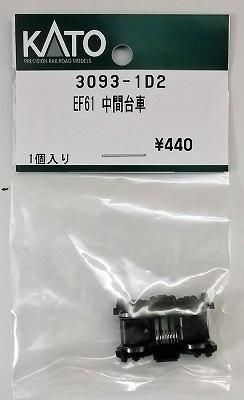 KATO
PRECISION RAILROAD MODELS
3093-1D2
EF61 中間台車
¥440
1個入り